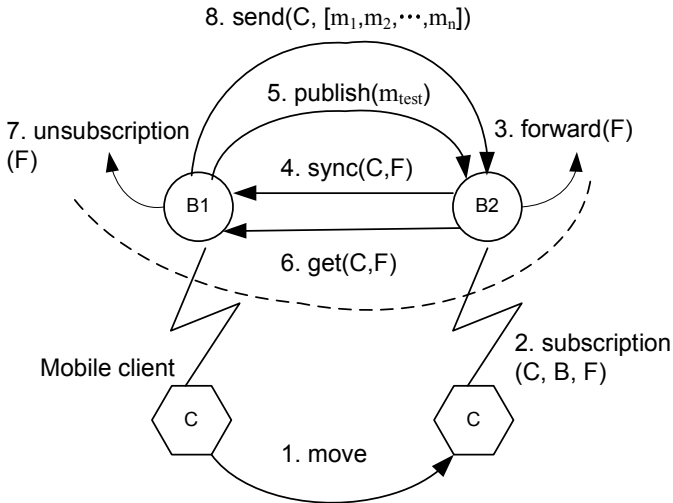 8. send(C, [m1,m2,⋯,mn])
5. publish(mtest)
7. unsubscription
(F)
3. forward(F)
4. sync(C,F)
B1
B2
6. get(C,F)
2. subscription
(C, B, F)
Mobile client
C
C
1. move